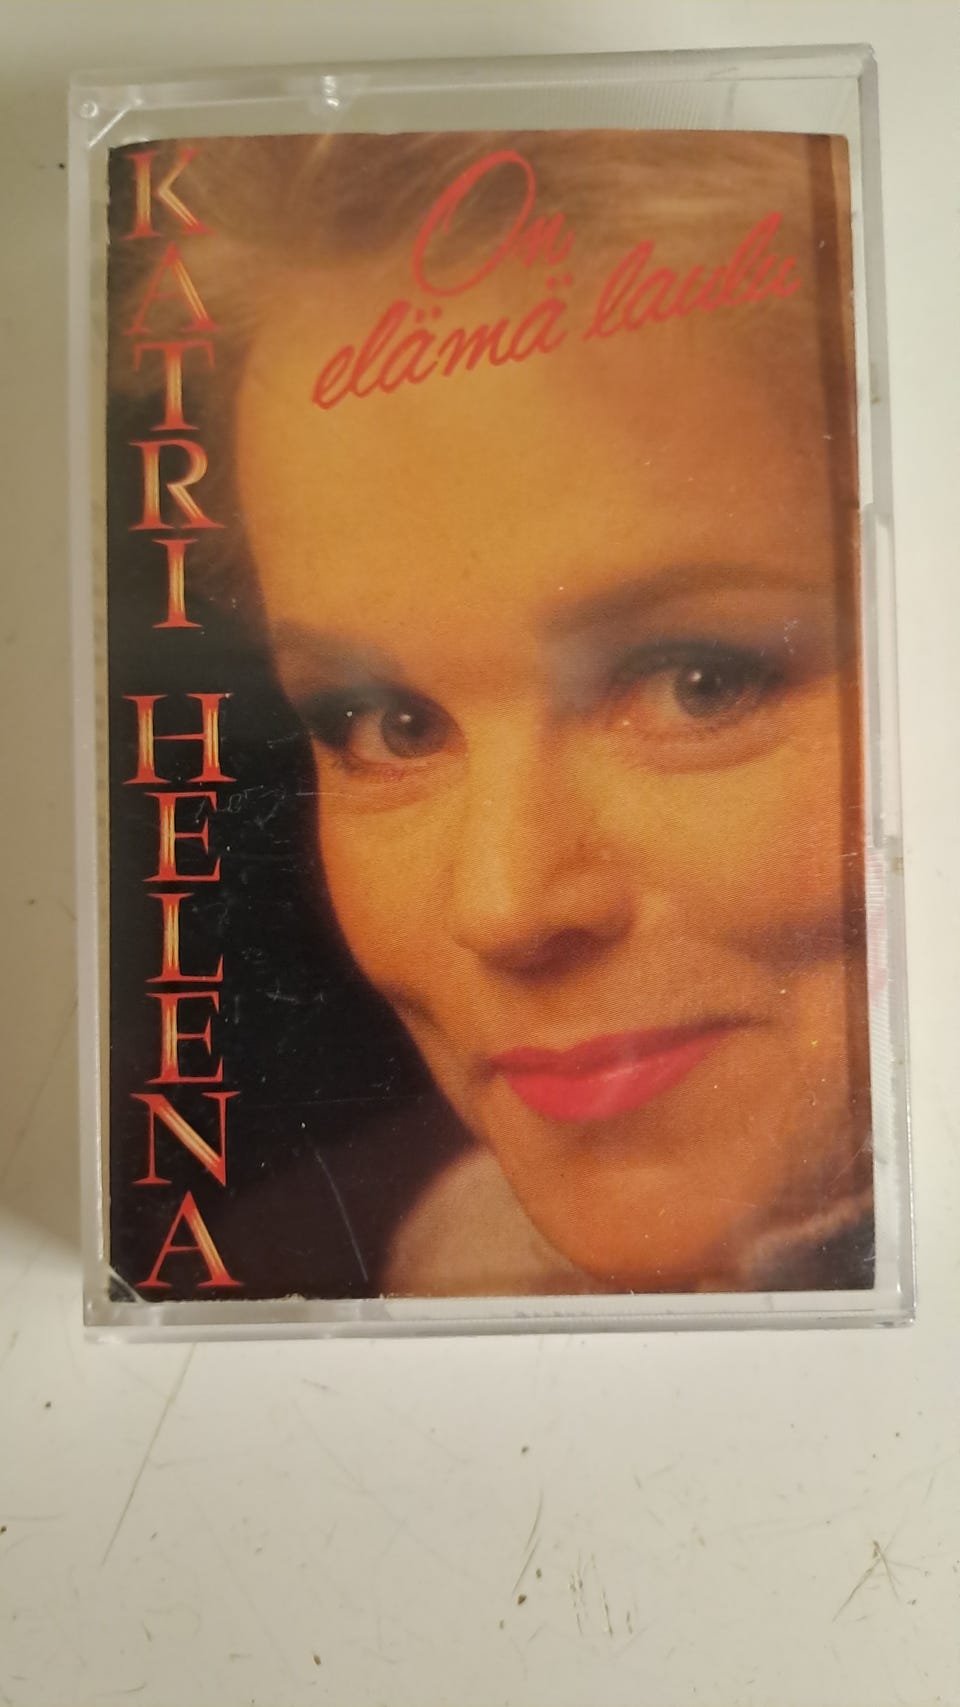 KATRI HELENA
On
elämä laulu